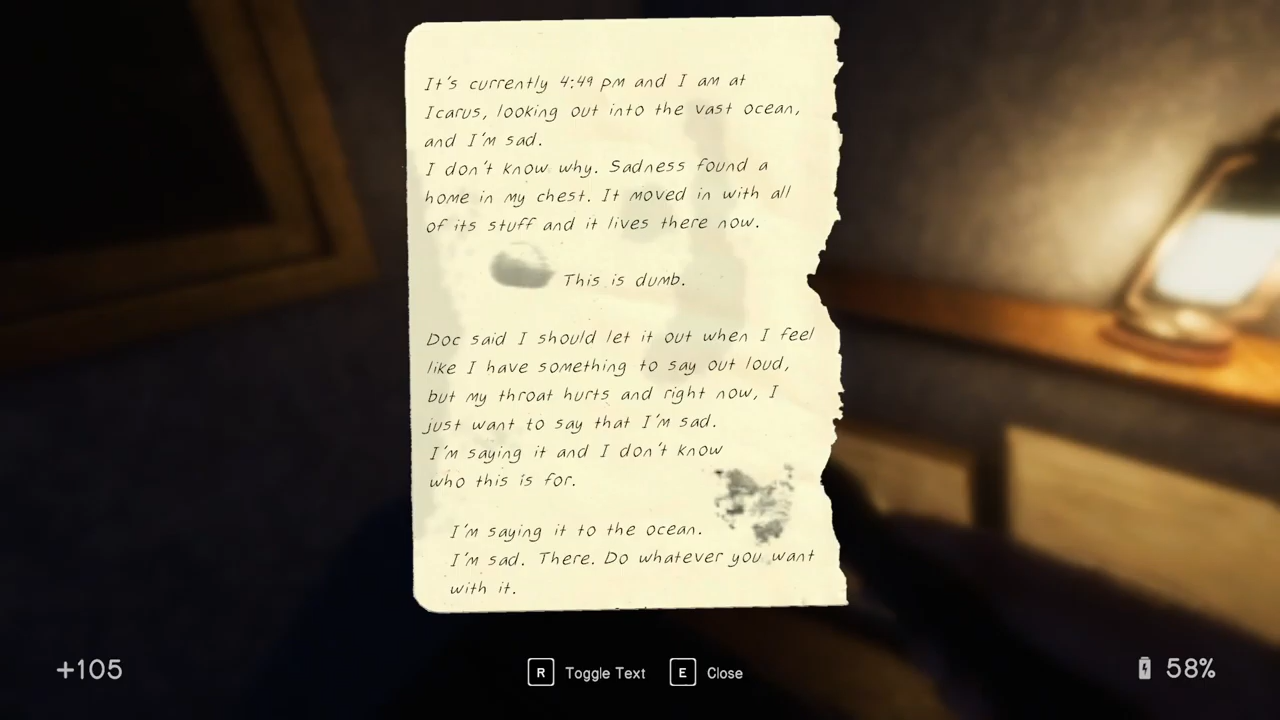 It's currently 4:49 pm and I am at
Icarus, looking out into the vast ocean,
and I'm sad.
I don't know why. Sadness found a
home in my chest. It moved in with all
of its stuff and it lives there now.
This is dumb.
Doc said I should let it out when I feel
like I have something to say out loud,
but my throat hurts and right now, I
just want to say that I'm sad.
I'm saying it and I don't know
who this is for.
I'm saying it to the ocean.
I'm sad. There. Do whatever you want
with it.
+105
R Toggle Text E Close
58%